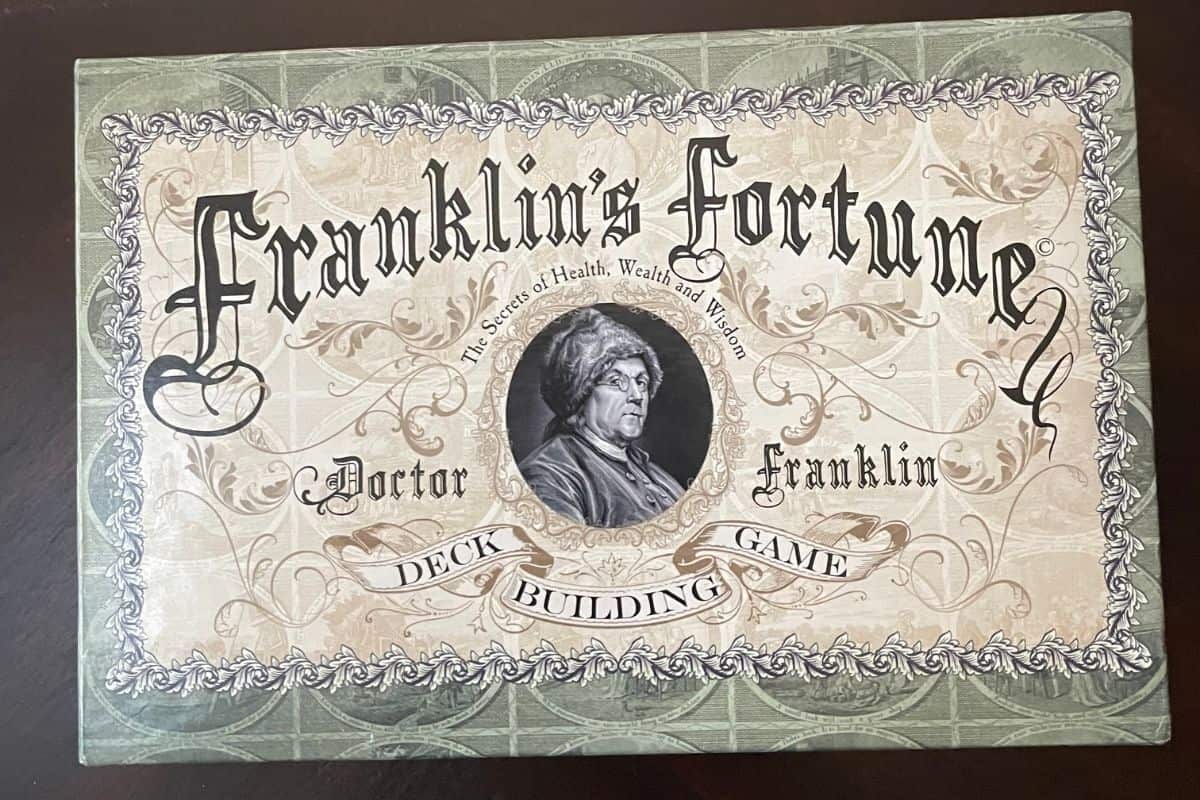 Franklin's Fortune©
The Secrets of Health, Wealth and Wisdom
Doctor Franklin
DECK BUILDING GAME